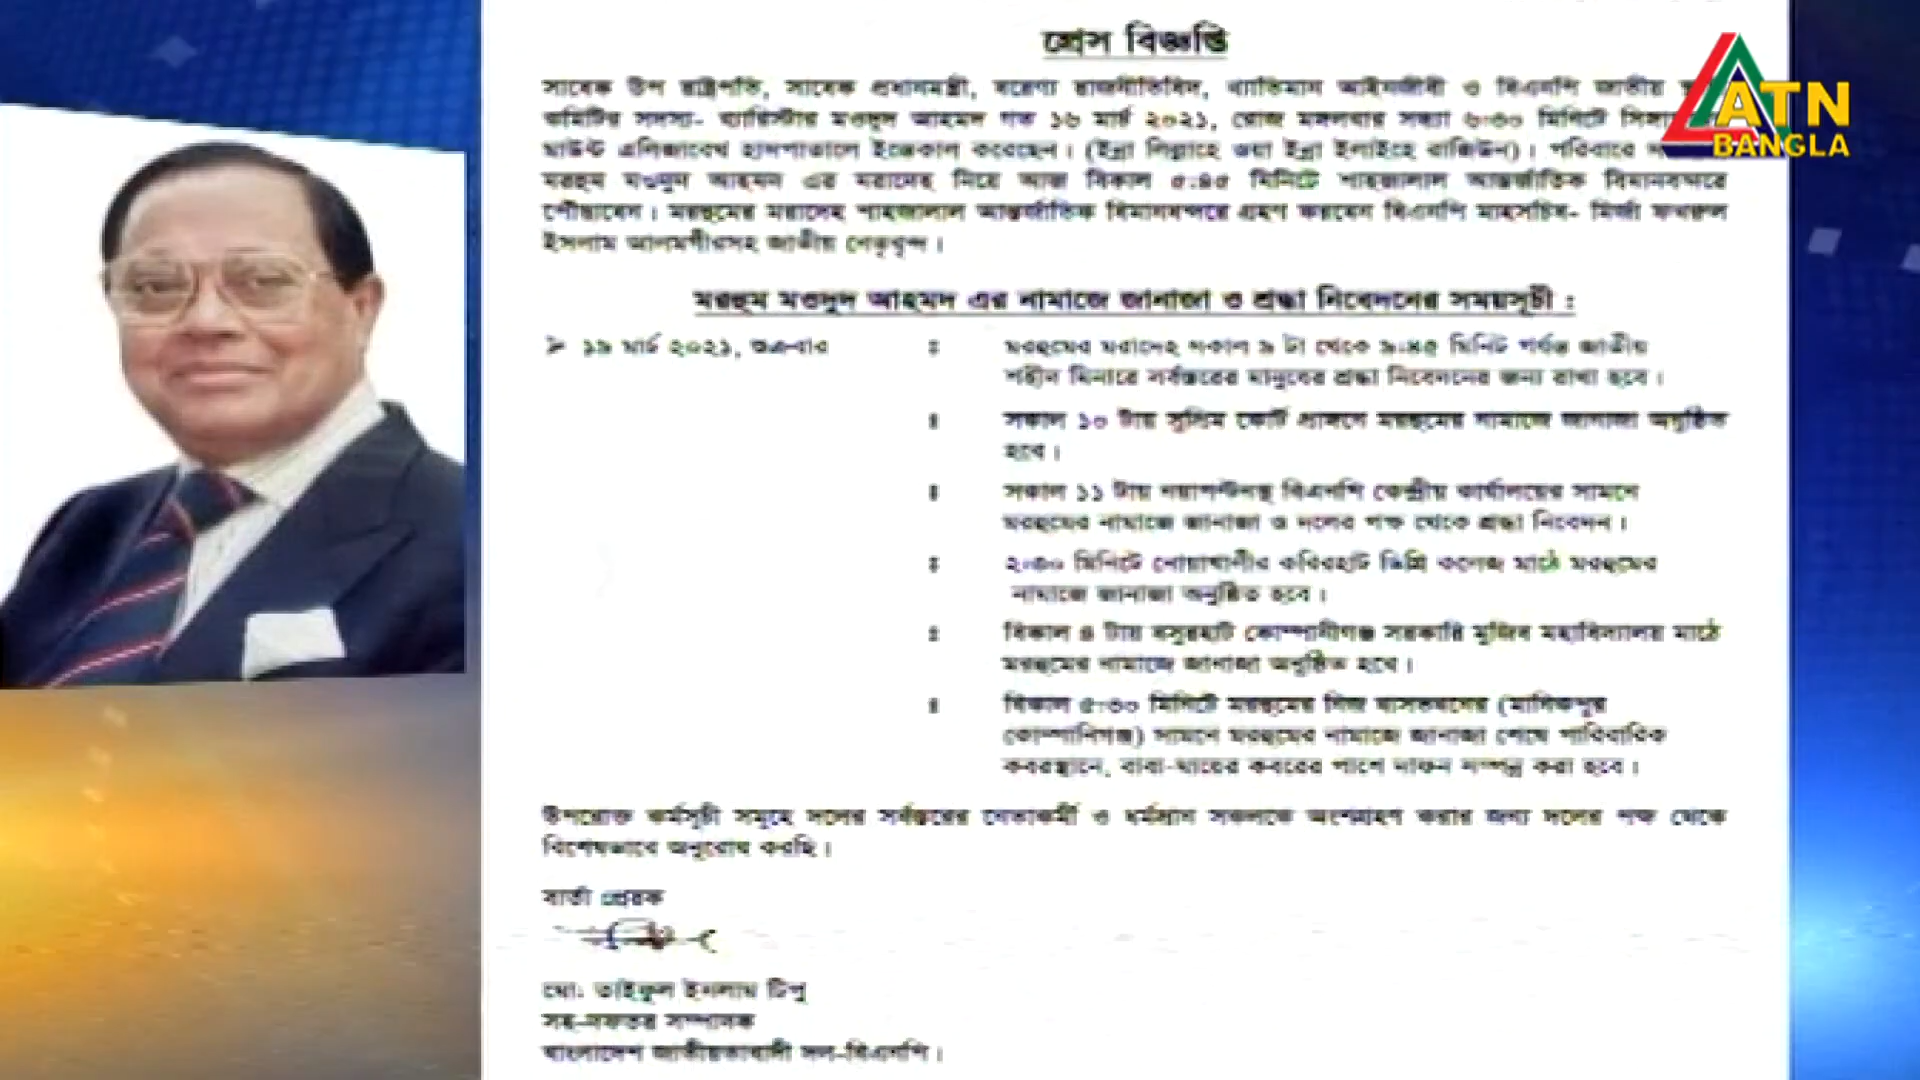 প্রেস বিজ্ঞপ্তি
ATN
BANGLA
সাবেক উপ রাষ্ট্রপতি, সাবেক প্রধানমন্ত্রী, বরেণ্য রাজনীতিবিদ, খ্যাতিমান আইনজীবী ও বিএনপি জাতীয়
কমিটির সদস্য- ব্যারিস্টার মওদুদ আহমদ গত ১৬ মার্চ ২০২১, রোজ মঙ্গলবার সন্ধ্যা ৬:৩০ মিনিটে
মাউন্ট এলিজাবেথ হাসপাতালে ইন্তেকাল করেছেন। (ইন্না লিল্লাহে ওয়া ইন্না ইলাইহে রাজিউন)। পরিবারে
মরহুম মওদুদ আহমদ এর মরাদেহ নিয়ে আজ বিকাল ৫:৪৫ মিনিটে শাহজালাল আন্তর্জাতিক বিমানবন্দরে
পৌঁছাবেন। মরহুমের মরাদেহ শাহজালাল আন্তর্জাতিক বিমানবন্দরে গ্রহণ করবেন বিএনপি মাহসচিব- মির্জা ফখরুল
ইসলাম আলমগীরসহ জাতীয় নেতৃবৃন্দ।
মরহুম মওদুদ আহমদ এর নামাজে জানাজা ও শ্রদ্ধা নিবেদনের সময়সূচী :
➢ ১৯ মার্চ ২০২১, শুক্রবার : মরহুমের মরাদেহ সকাল ৯ টা থেকে ৯:৪৫ মিনিট পর্যন্ত জাতীয়
শহীদ মিনারে সর্বস্তরের মানুষের শ্রদ্ধা নিবেদনের জন্য রাখা হবে।
: সকাল ১০ টায় সুপ্রিম কোর্ট প্রাঙ্গণে মরহুমের নামাজে জানাজা অনুষ্ঠিত
হবে।
: সকাল ১১ টায় নয়াপল্টনস্থ বিএনপি কেন্দ্রীয় কার্যালয়ের সামনে
মরহুমের নামাজে জানাজা ও দলের পক্ষ থেকে শ্রদ্ধা নিবেদন।
: ২:৩০ মিনিটে নোয়াখালীর কবিরহাট ডিগ্রি কলেজ মাঠে মরহুমের
নামাজে জানাজা অনুষ্ঠিত হবে।
: বিকাল ৪ টায় বসুরহাট কোম্পানীগঞ্জ সরকারি মুজিব মহাবিদ্যালয় মাঠে
মরহুমের নামাজে জানাজা অনুষ্ঠিত হবে।
: বিকাল ৫:৩০ মিনিটে মরহুমের নিজ বাসভবনের (মানিকপুর
কোম্পানিগঞ্জ) সামনে মরহুমের নামাজে জানাজা শেষে পারিবারিক
কবরস্থানে, বাবা-মায়ের কবরের পাশে দাফন সম্পন্ন করা হবে।
উপরোক্ত কর্মসূচী সমূহে দলের সর্বস্তরের নেতাকর্মী ও ধর্মপ্রাণ সকলকে অংশগ্রহণ করার জন্য দলের পক্ষ থেকে
বিশেষভাবে অনুরোধ করছি।
বার্তা প্রেরক
মো: তাইফুল ইসলাম টিপু
সহ-দফতর সম্পাদক
বাংলাদেশ জাতীয়তাবাদী দল-বিএনপি।